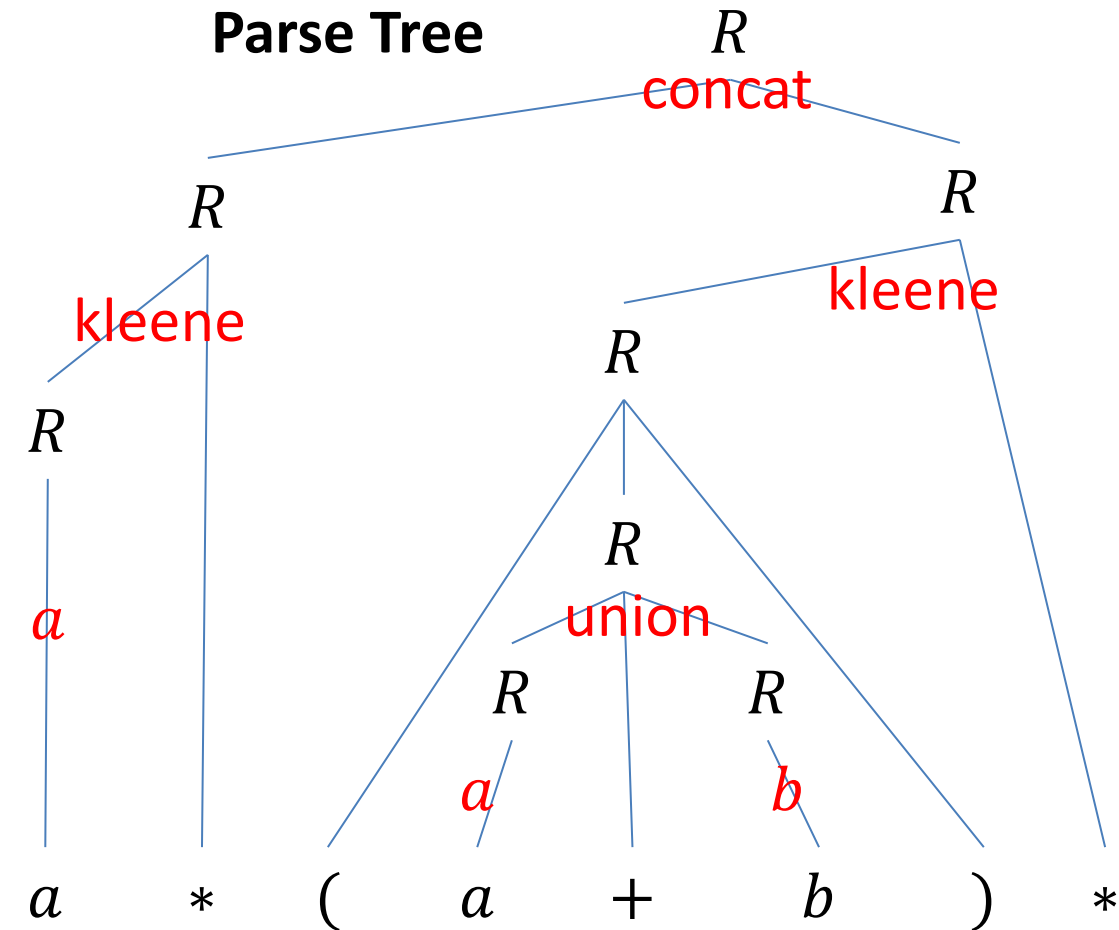 Parse Tree R
concat
R R
kleene kleene
R
R
R
a union
R R
a b
a * ( a + b ) *